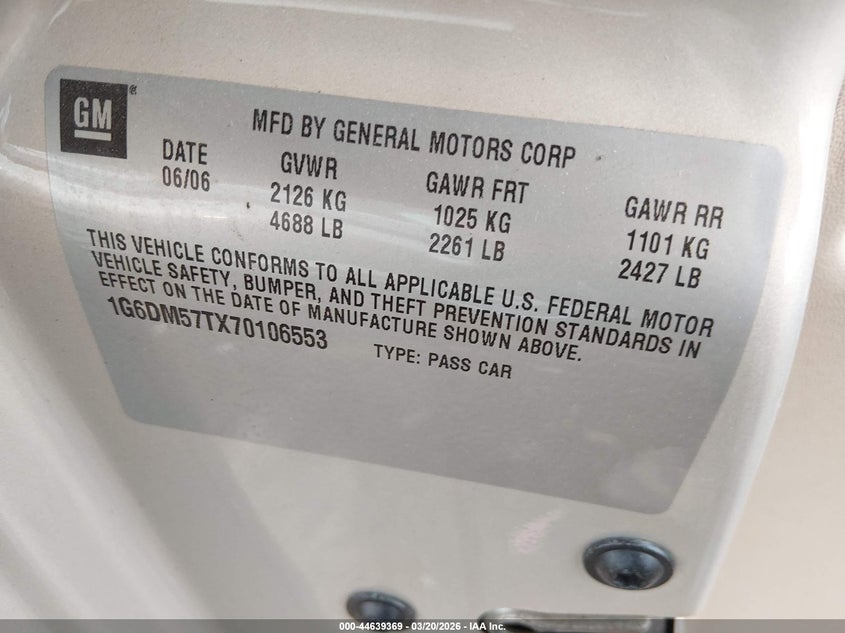 GM®
MFD BY GENERAL MOTORS CORP
DATE GVWR GAWR FRT GAWR RR
06/06 2126 KG 1025 KG 1101 KG
4688 LB 2261 LB 2427 LB
THIS VEHICLE CONFORMS TO ALL APPLICABLE U.S. FEDERAL MOTOR
VEHICLE SAFETY, BUMPER, AND THEFT PREVENTION STANDARDS IN
EFFECT ON THE DATE OF MANUFACTURE SHOWN ABOVE.
1G6DM57TX70106553 TYPE: PASS CAR
000-44639369 - 03/20/2026 - IAA Inc.